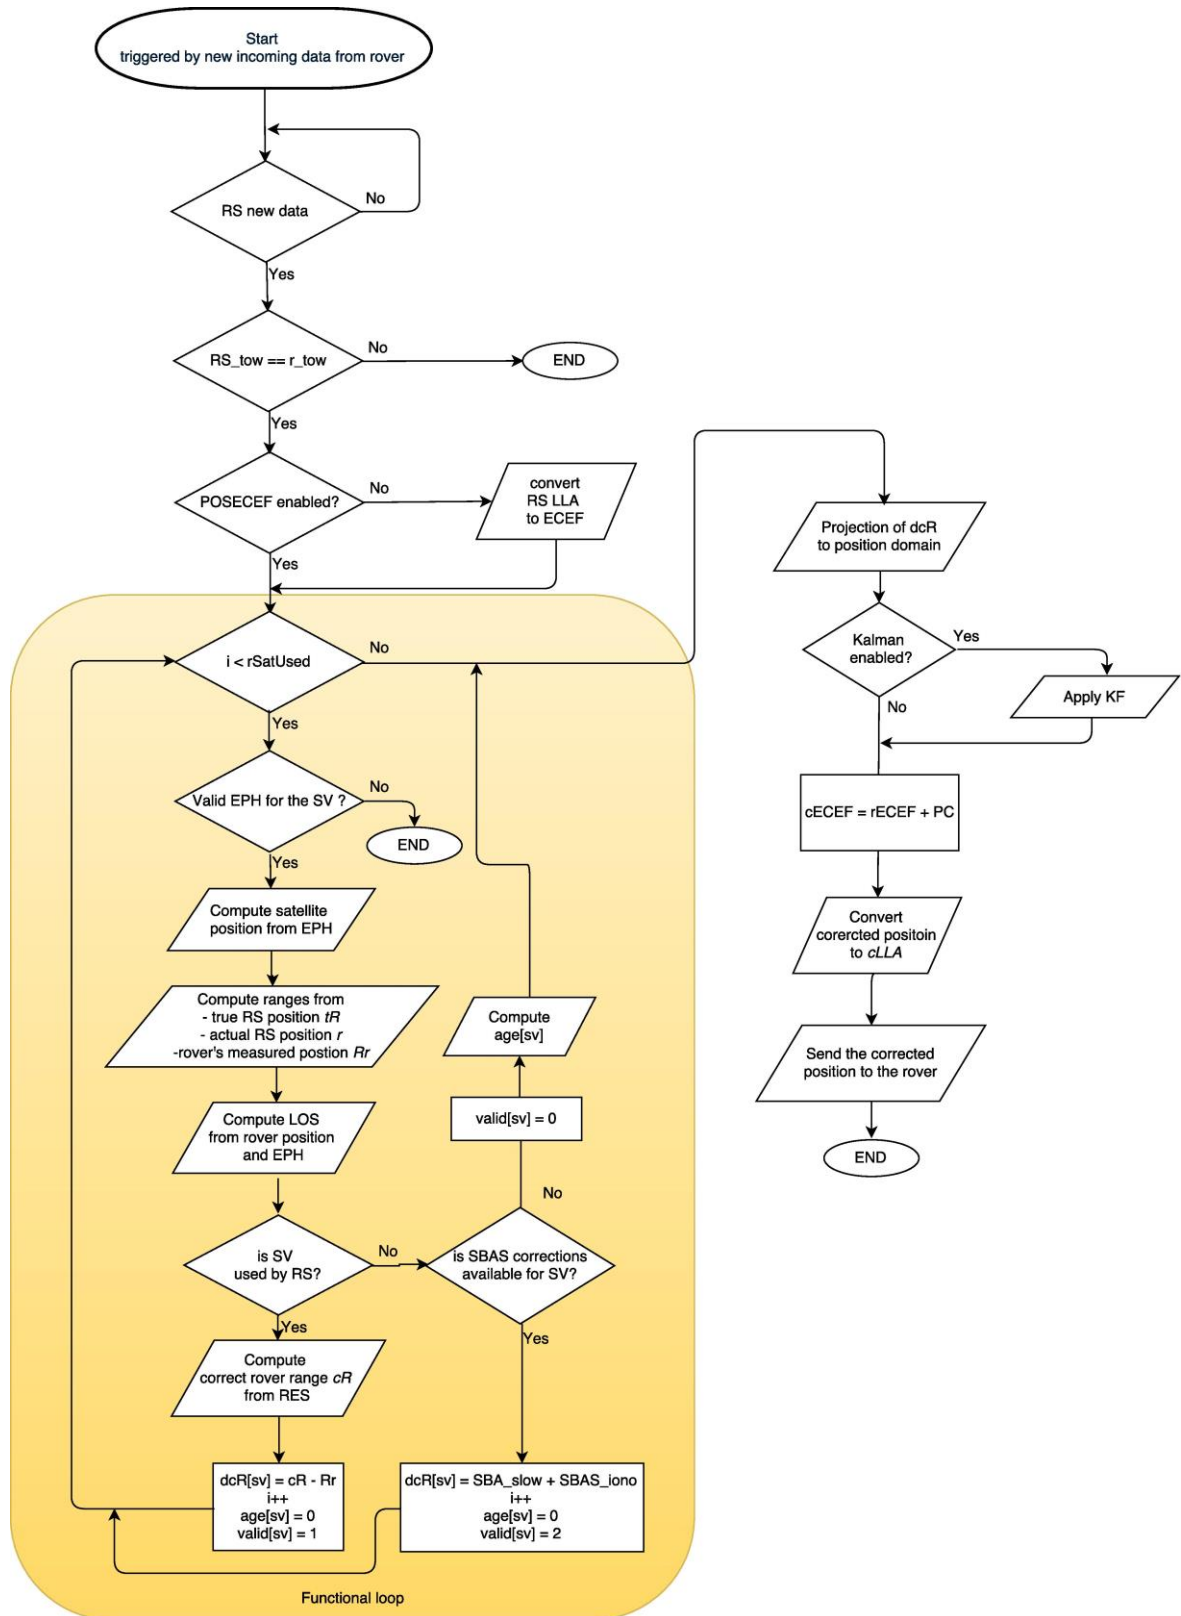 Start
triggered by new incoming data from rover
RS new data
No
Yes
RS_tow == r_tow
No
END
Yes
POSECEF enabled?
No
convert
RS LLA
to ECEF
Yes
i < rSatUsed
No
Yes
Valid EPH for the SV ?
No
END
Yes
Compute satellite
position from EPH
Compute ranges from
- true RS position tR
- actual RS position r
-rover's measured postion Rr
Compute LOS
from rover position
and EPH
is SV
used by RS?
No
Yes
Compute
correct rover range cR
from RES
dcR[sv] = cR - Rr
i++
age[sv] = 0
valid[sv] = 1
is SBAS corrections
available for SV?
No
valid[sv] = 0
Compute
age[sv]
Yes
dcR[sv] = SBA_slow + SBAS_iono
i++
age[sv] = 0
valid[sv] = 2
Functional loop
Projection of dcR
to position domain
Kalman
enabled?
Yes
Apply KF
No
cECEF = rECEF + PC
Convert
corercted positoin
to cLLA
Send the corrected
position to the rover
END